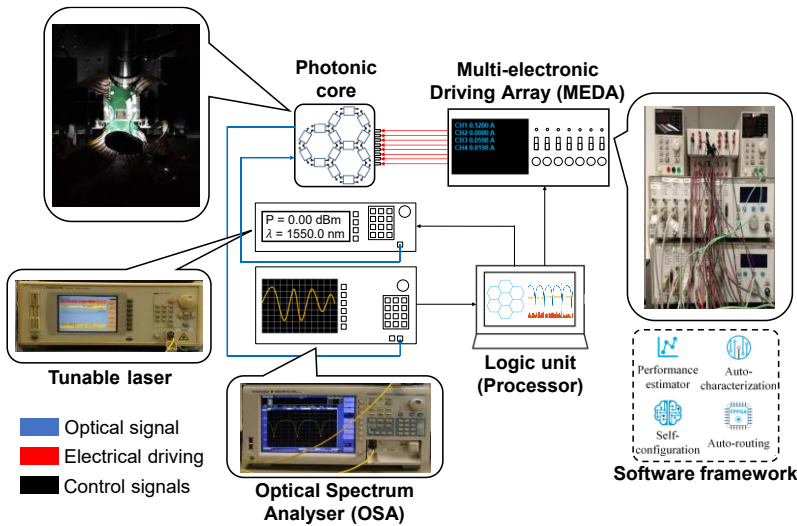 Photonic
core
Multi-electronic
Driving Array (MEDA)
CH1 0.1200 A
CH2 0.0000 A
CH3 0.0598 A
CH4 0.0198 A
P = 0.00 dBm
λ = 1550.0 nm
Tunable laser
Logic unit
(Processor)
Performance
estimator
Auto-
characterization
FPPGA
Self-
configuration
Auto-routing
Software framework
Optical signal
Electrical driving
Control signals
Optical Spectrum
Analyser (OSA)